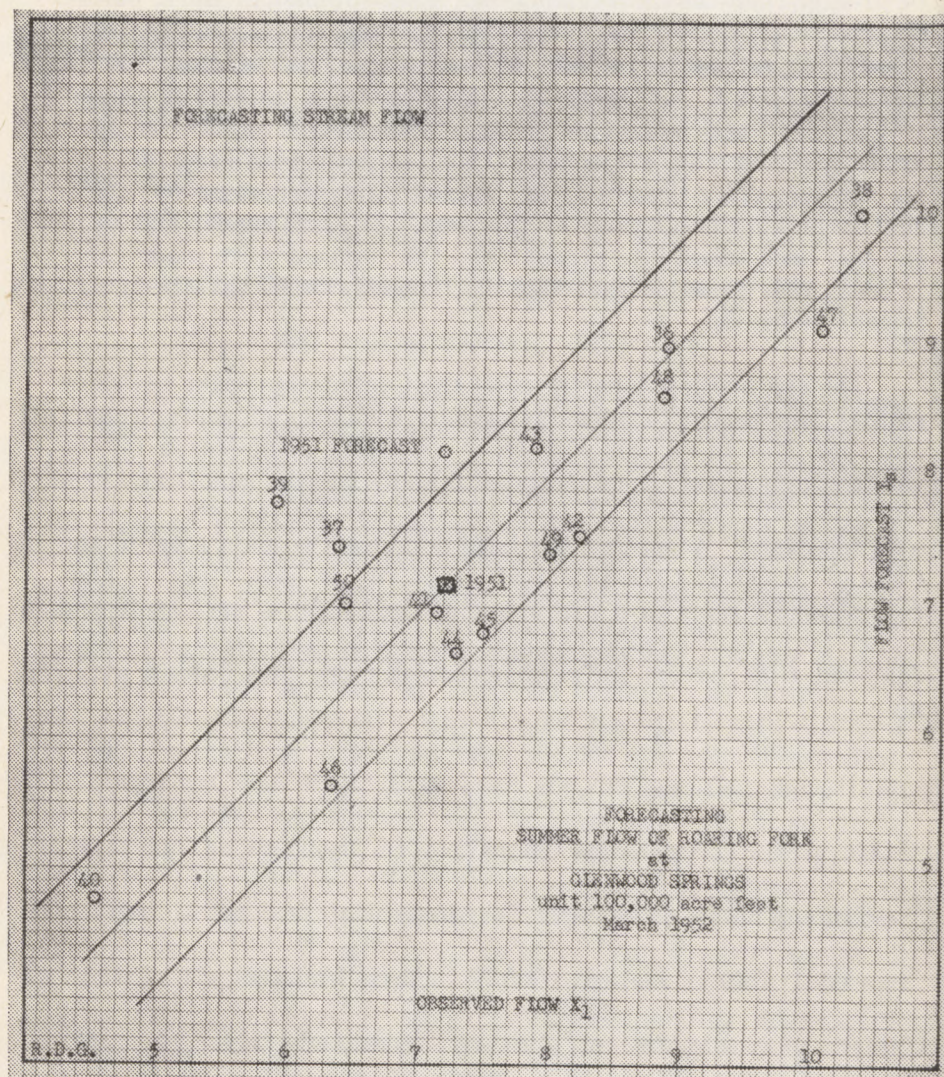 FORECASTING STREAM FLOW
38
10
47
36
9
48
1951 FORECAST
43
8
39
FLOW FORECAST Y
37
42
49
50
1951
7
45
44
6
46
FORECASTING
SUMMER FLOW OF ROARING FORK
at
GLENWOOD SPRINGS
unit 100,000 acre feet
March 1952
5
40
OBSERVED FLOW X1
R.D.G. 5 6 7 8 9 10